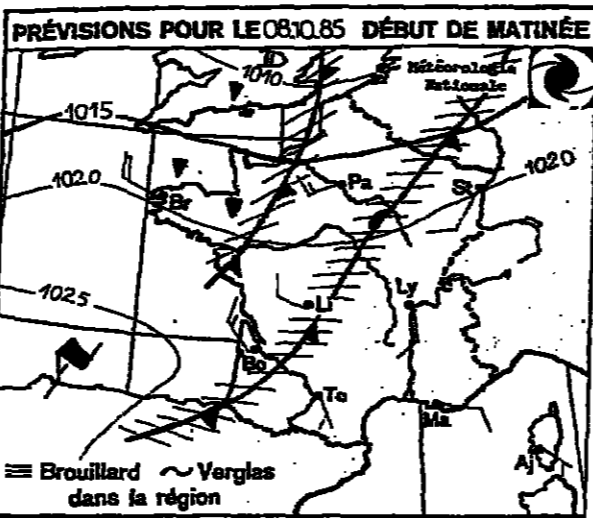 PRÉVISIONS POUR LE 08.10.85 DÉBUT DE MATINÉE
D
1010
Météorologie
Nationale
1015
1020
1020
Pa
St
Br
1025
Li
Ly
Bo
To
Ma
Aj
Brouillard Verglas
dans la région